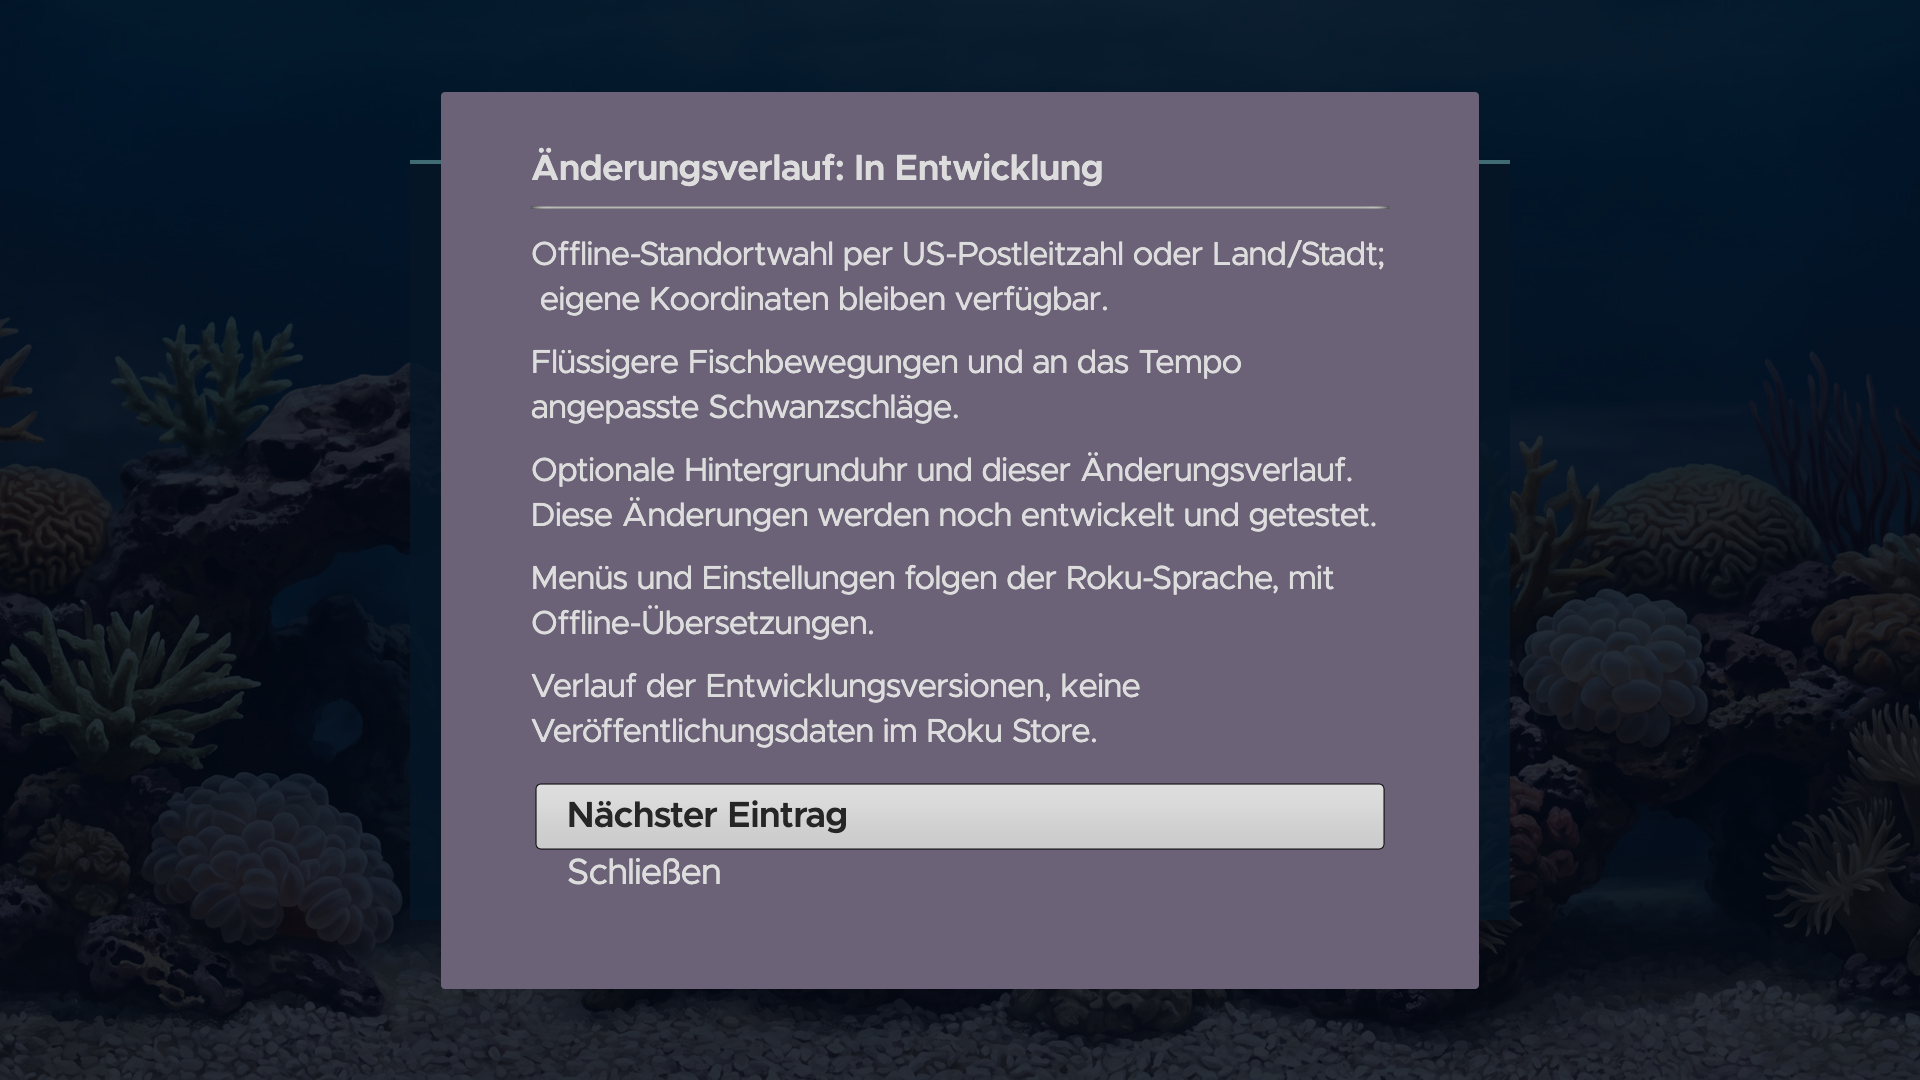 Änderungsverlauf: In Entwicklung
Offline-Standortwahl per US-Postleitzahl oder Land/Stadt;
eigene Koordinaten bleiben verfügbar.
Flüssigere Fischbewegungen und an das Tempo
angepasste Schwanzschläge.
Optionale Hintergrunduhr und dieser Änderungsverlauf.
Diese Änderungen werden noch entwickelt und getestet.
Menüs und Einstellungen folgen der Roku-Sprache, mit
Offline-Übersetzungen.
Verlauf der Entwicklungsversionen, keine
Veröffentlichungsdaten im Roku Store.
Nächster Eintrag
Schließen